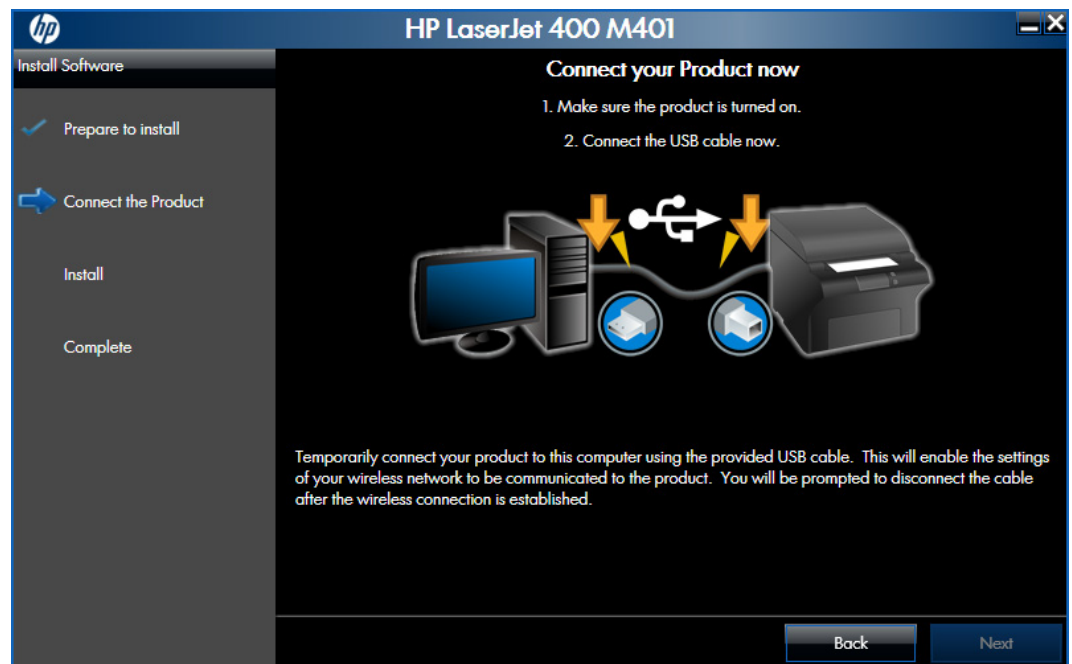 hp
HP LaserJet 400 M401
Install Software
Prepare to install
Connect the Product
Install
Complete
Connect your Product now
1. Make sure the product is turned on.
2. Connect the USB cable now.
Temporarily connect your product to this computer using the provided USB cable.  This will enable the settings
of your wireless network to be communicated to the product.  You will be prompted to disconnect the cable
after the wireless connection is established.
Back
Next